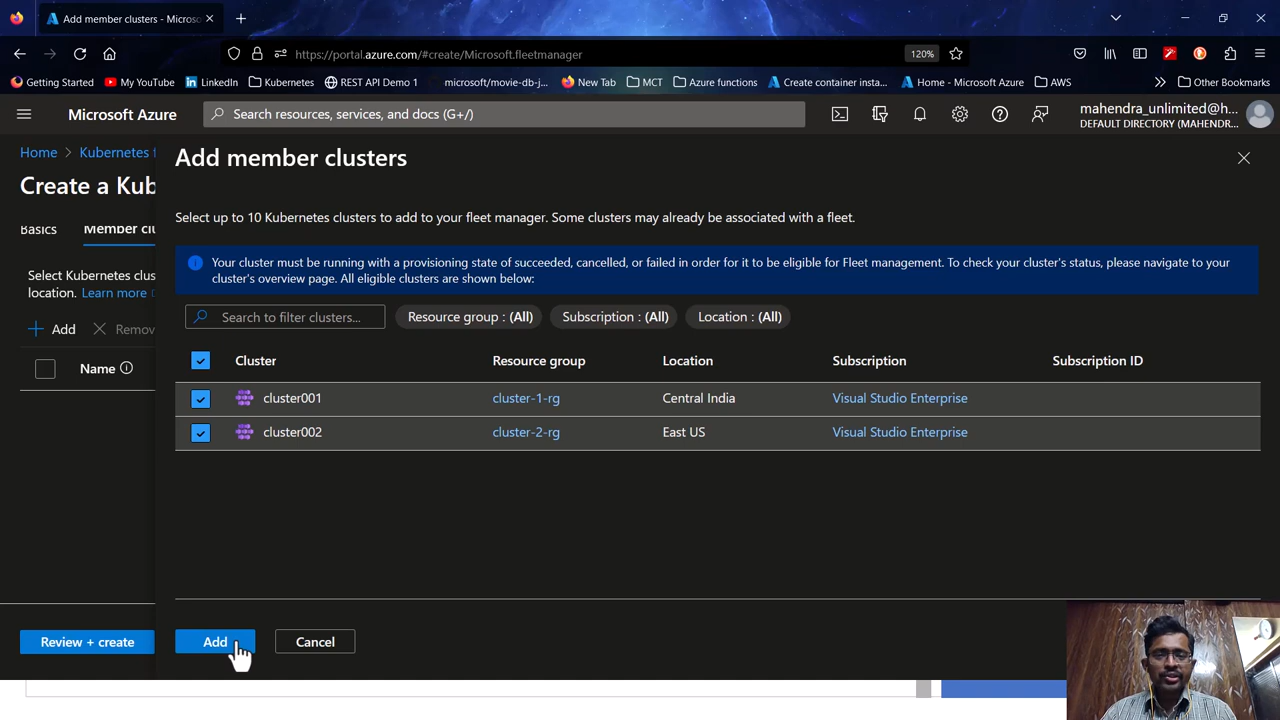 Add member clusters - Microso
https://portal.azure.com/#create/Microsoft.fleetmanager
120%
Getting Started
My YouTube
LinkedIn
Kubernetes
REST API Demo 1
microsoft/movie-db-j...
New Tab
MCT
Azure functions
Create container insta...
Home - Microsoft Azure
AWS
Other Bookmarks
Microsoft Azure
Search resources, services, and docs (G+/)
mahendra_unlimited@h...
DEFAULT DIRECTORY (MAHENDR...
Home > Kubernetes f
Create a Kub
Basics
Member clu
Select Kubernetes clus
location. Learn more
Add
Remov
Name
Add member clusters
Select up to 10 Kubernetes clusters to add to your fleet manager. Some clusters may already be associated with a fleet.
Your cluster must be running with a provisioning state of succeeded, cancelled, or failed in order for it to be eligible for Fleet management. To check your cluster's status, please navigate to your
cluster's overview page. All eligible clusters are shown below:
Search to filter clusters...
Resource group : (All)
Subscription : (All)
Location : (All)
Cluster Resource group Location Subscription Subscription ID
cluster001 cluster-1-rg Central India Visual Studio Enterprise
cluster002 cluster-2-rg East US Visual Studio Enterprise
Review + create
Add
Cancel